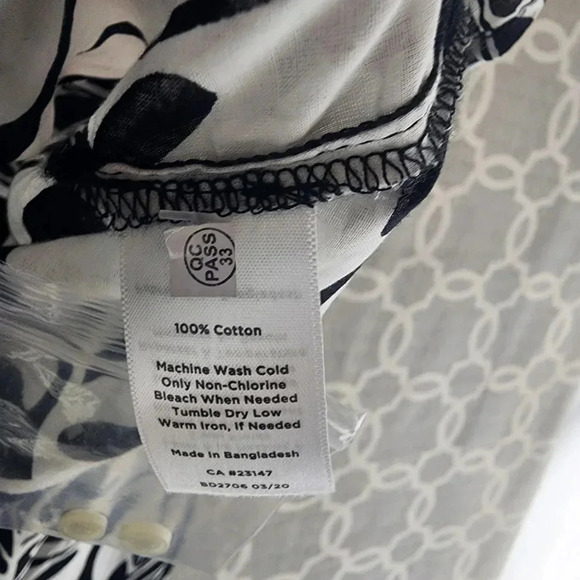 QC
PASS
33
100% Cotton
Machine Wash Cold
Only Non-Chlorine
Bleach When Needed
Tumble Dry Low
Warm Iron, If Needed
Made In Bangladesh
CA #23147
BD2706 03/20